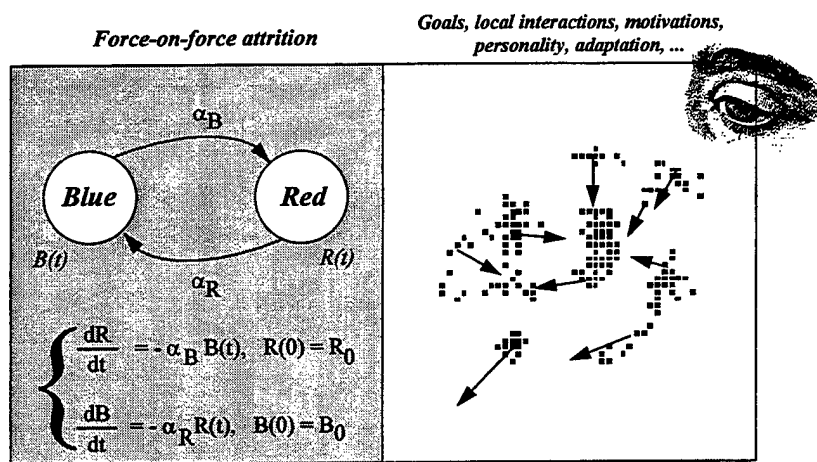 Force-on-force attrition
Goals, local interactions, motivations,
personality, adaptation, ...
α_B
Blue
Red
B(t)
R(t)
α_R
dR/dt = - α_B B(t), R(0) = R_0
dB/dt = - α_R R(t), B(0) = B_0